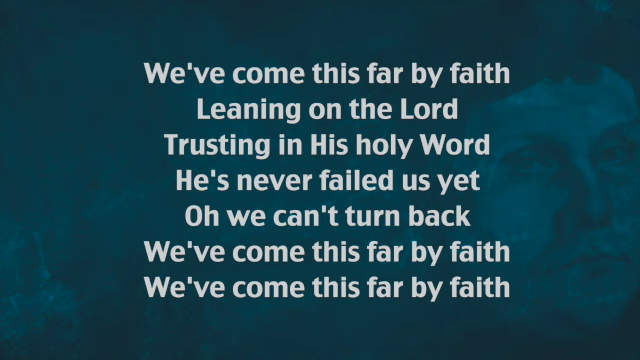 We've come this far by faith
Leaning on the Lord
Trusting in His holy Word
He's never failed us yet
Oh we can't turn back
We've come this far by faith
We've come this far by faith